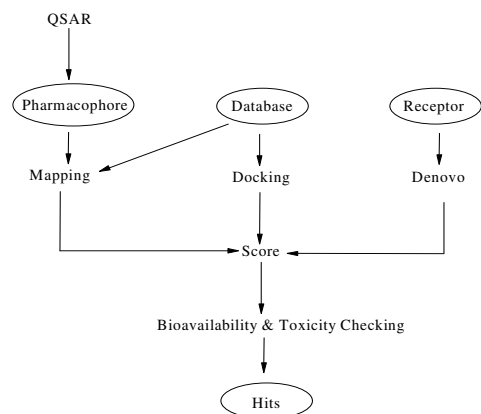 QSAR
Pharmacophore
Database
Receptor
Mapping
Docking
Denovo
Score
Bioavailability & Toxicity Checking
Hits